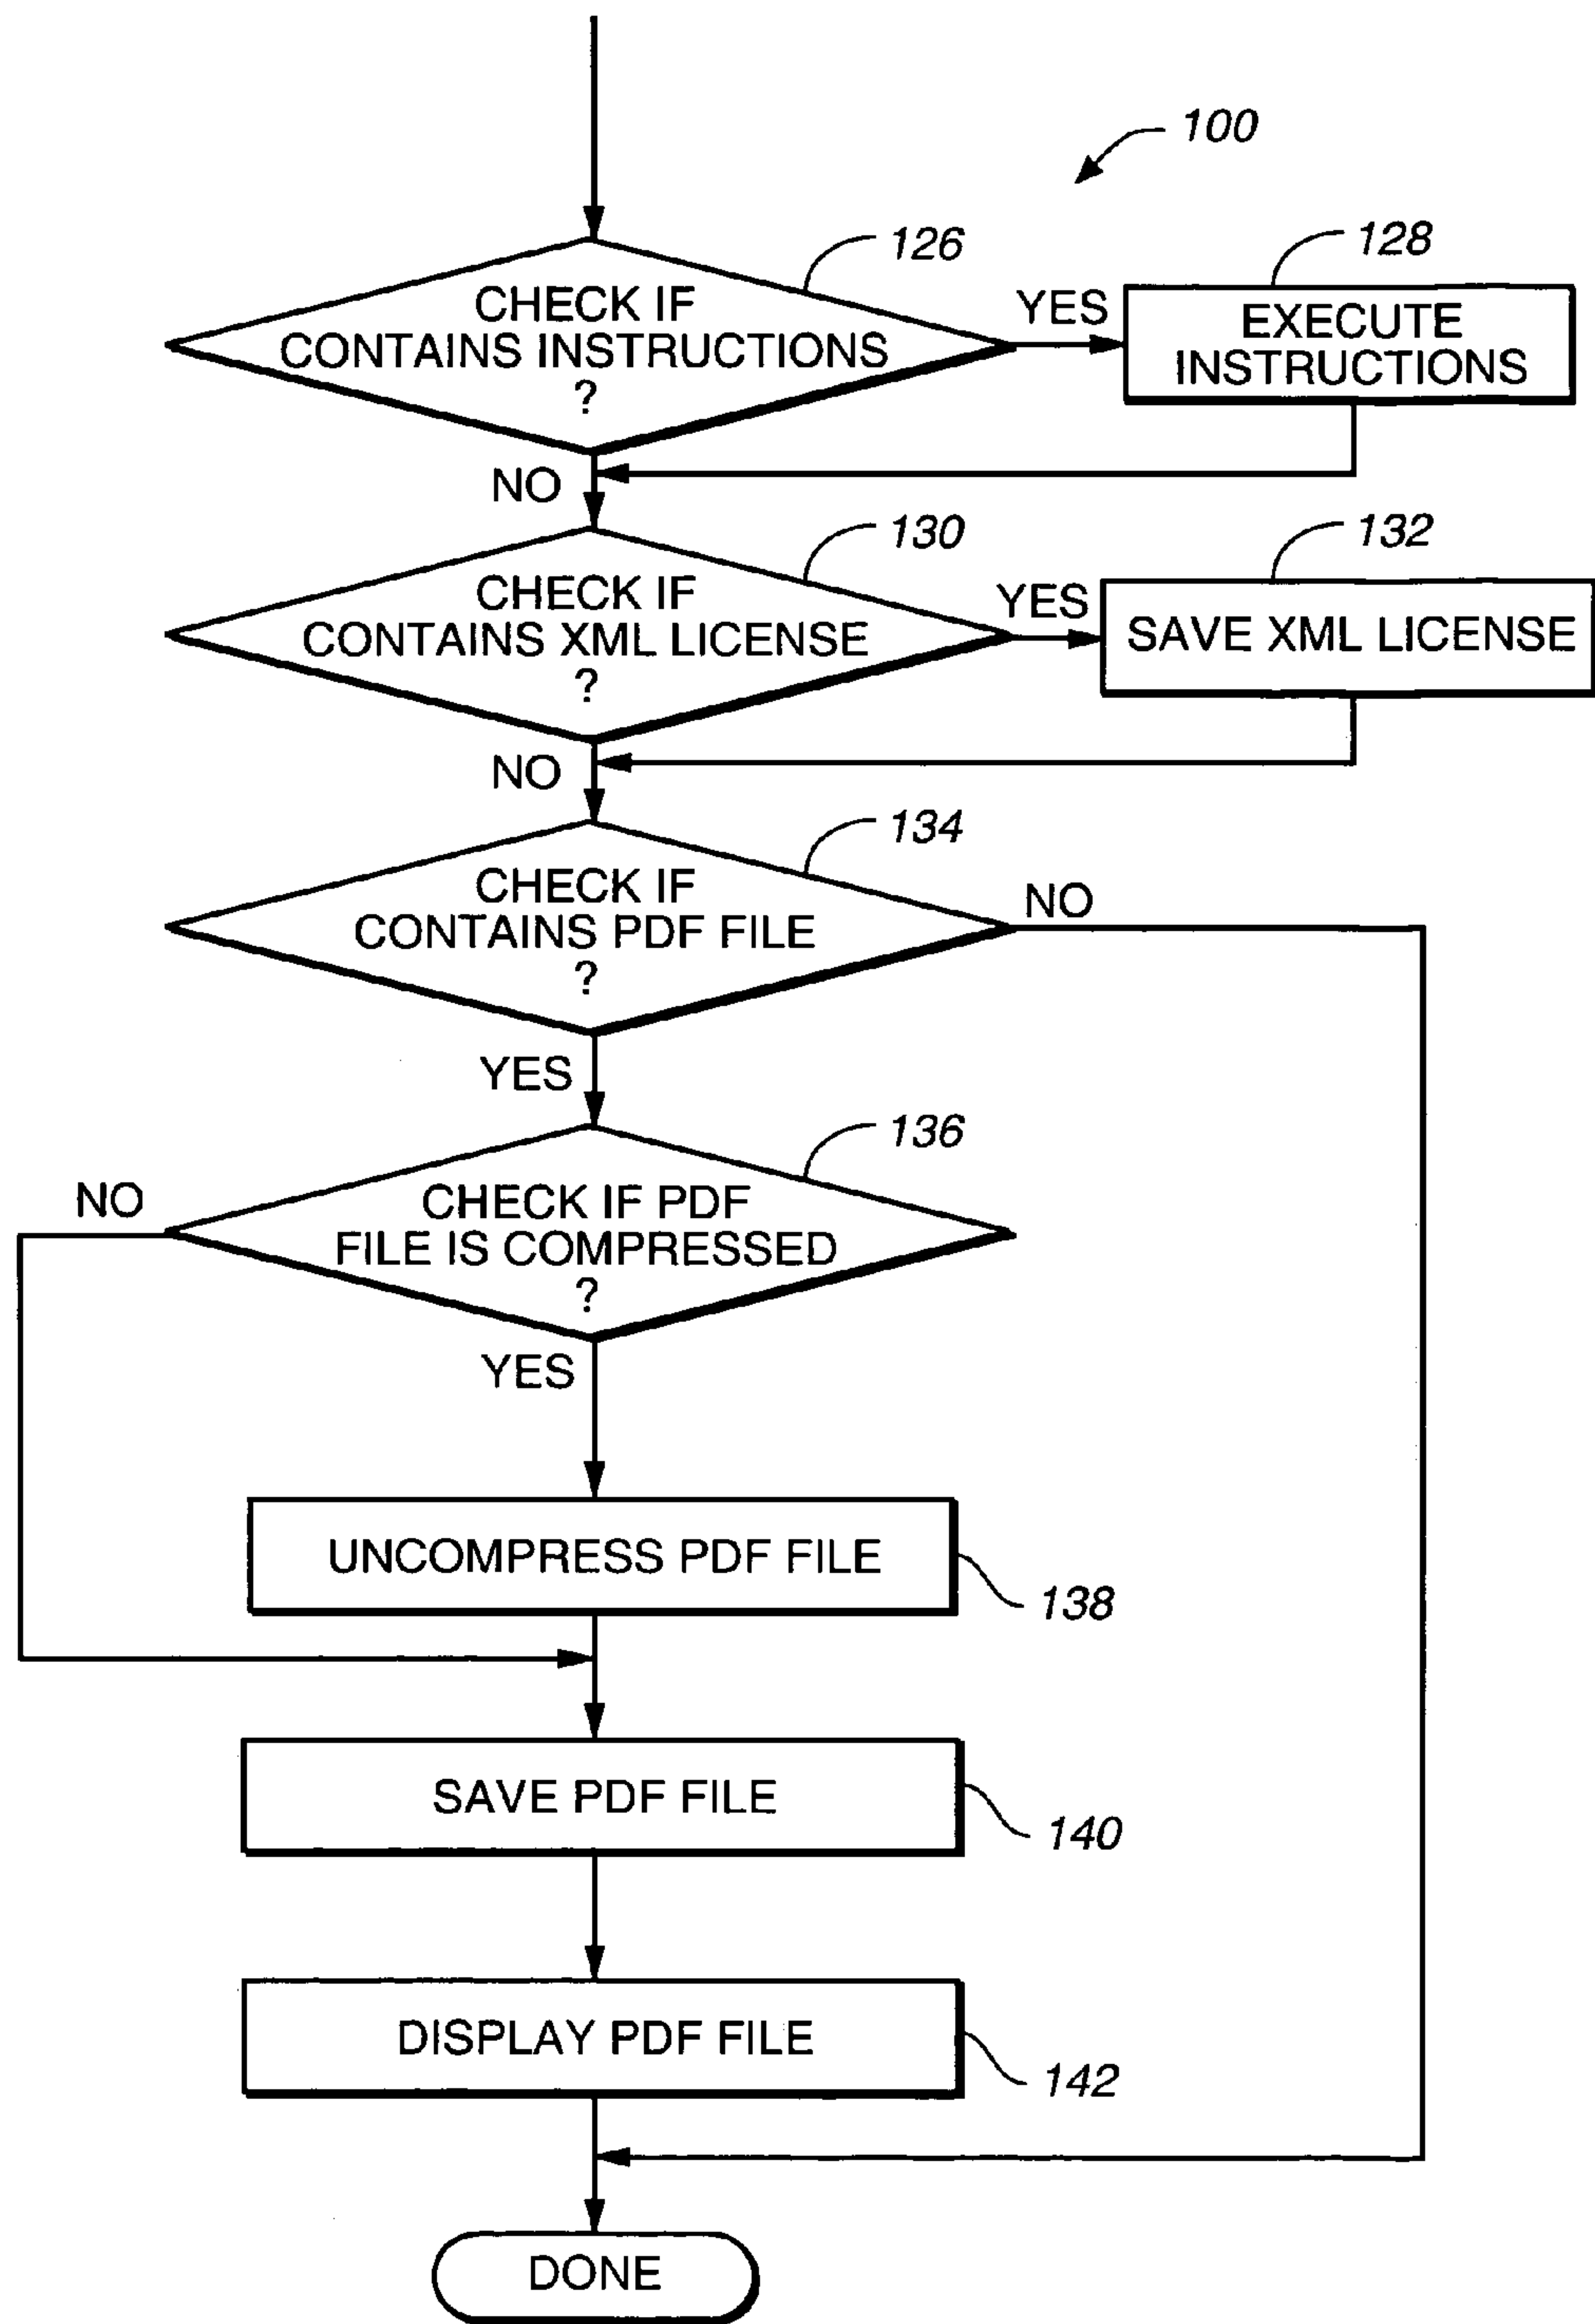 100
126
128
CHECK IF
CONTAINS INSTRUCTIONS
?
YES
EXECUTE
INSTRUCTIONS
NO
130
132
CHECK IF
CONTAINS XML LICENSE
?
YES
SAVE XML LICENSE
NO
134
CHECK IF
CONTAINS PDF FILE
?
NO
YES
136
NO
CHECK IF PDF
FILE IS COMPRESSED
?
YES
UNCOMPRESS PDF FILE
138
SAVE PDF FILE
140
DISPLAY PDF FILE
142
DONE